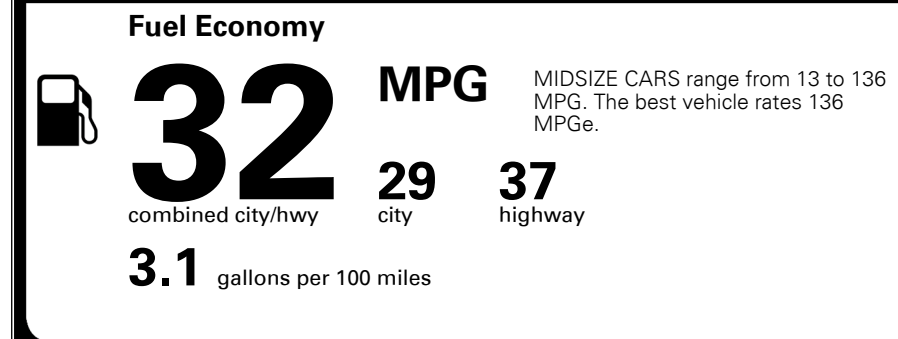 Fuel Economy
32 MPG
MIDSIZE CARS range from 13 to 136
MPG. The best vehicle rates 136
MPGe.
29 37
combined city/hwy city highway
3.1 gallons per 100 miles